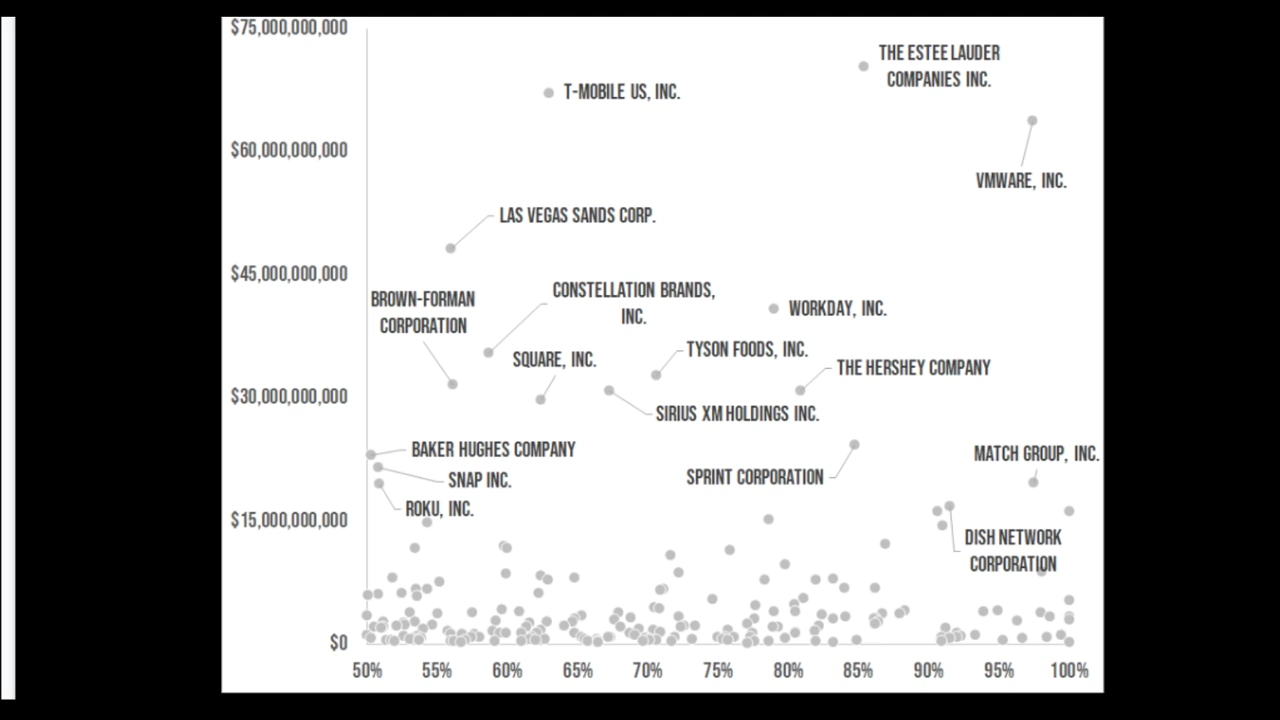 $75,000,000,000
THE ESTEE LAUDER
COMPANIES INC.
T-MOBILE US, INC.
$60,000,000,000
VMWARE, INC.
LAS VEGAS SANDS CORP.
$45,000,000,000
BROWN-FORMAN
CORPORATION
CONSTELLATION BRANDS,
INC.
WORKDAY, INC.
SQUARE, INC.
TYSON FOODS, INC.
THE HERSHEY COMPANY
$30,000,000,000
SIRIUS XM HOLDINGS INC.
BAKER HUGHES COMPANY
MATCH GROUP, INC.
SNAP INC.
SPRINT CORPORATION
ROKU, INC.
$15,000,000,000
DISH NETWORK
CORPORATION
$0
50% 55% 60% 65% 70% 75% 80% 85% 90% 95% 100%